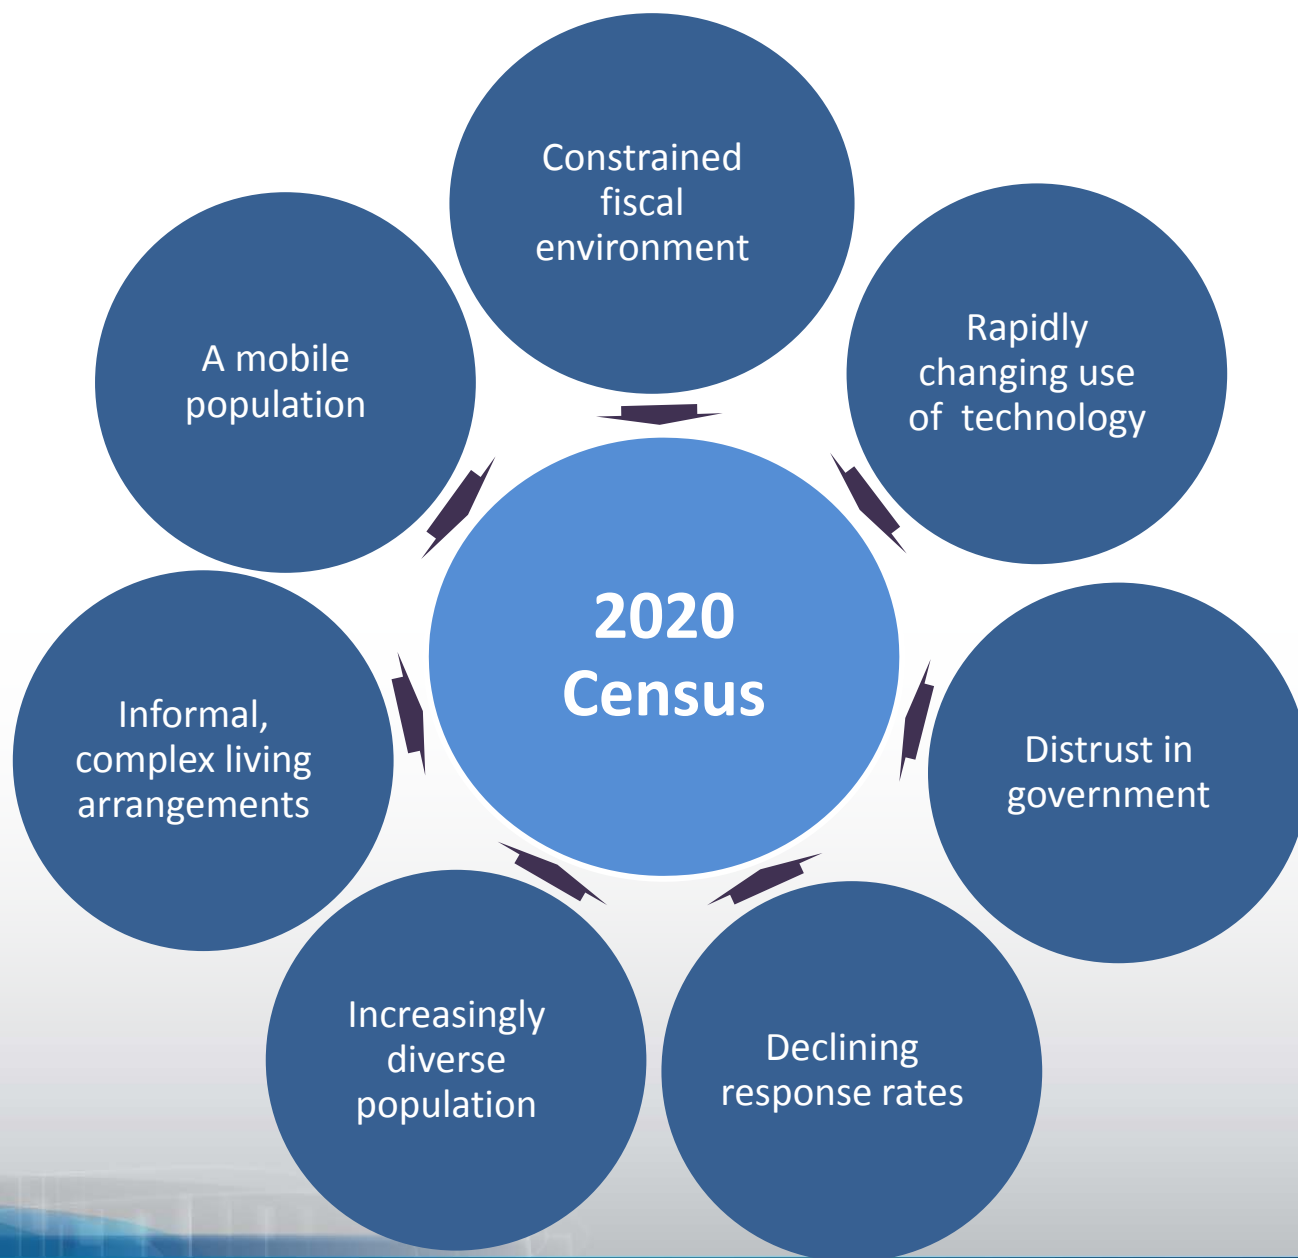 Constrained
fiscal
environment
Rapidly
changing use
of  technology
Distrust in
government
Declining
response rates
Increasingly
diverse
population
Informal,
complex living
arrangements
A mobile
population
2020
Census